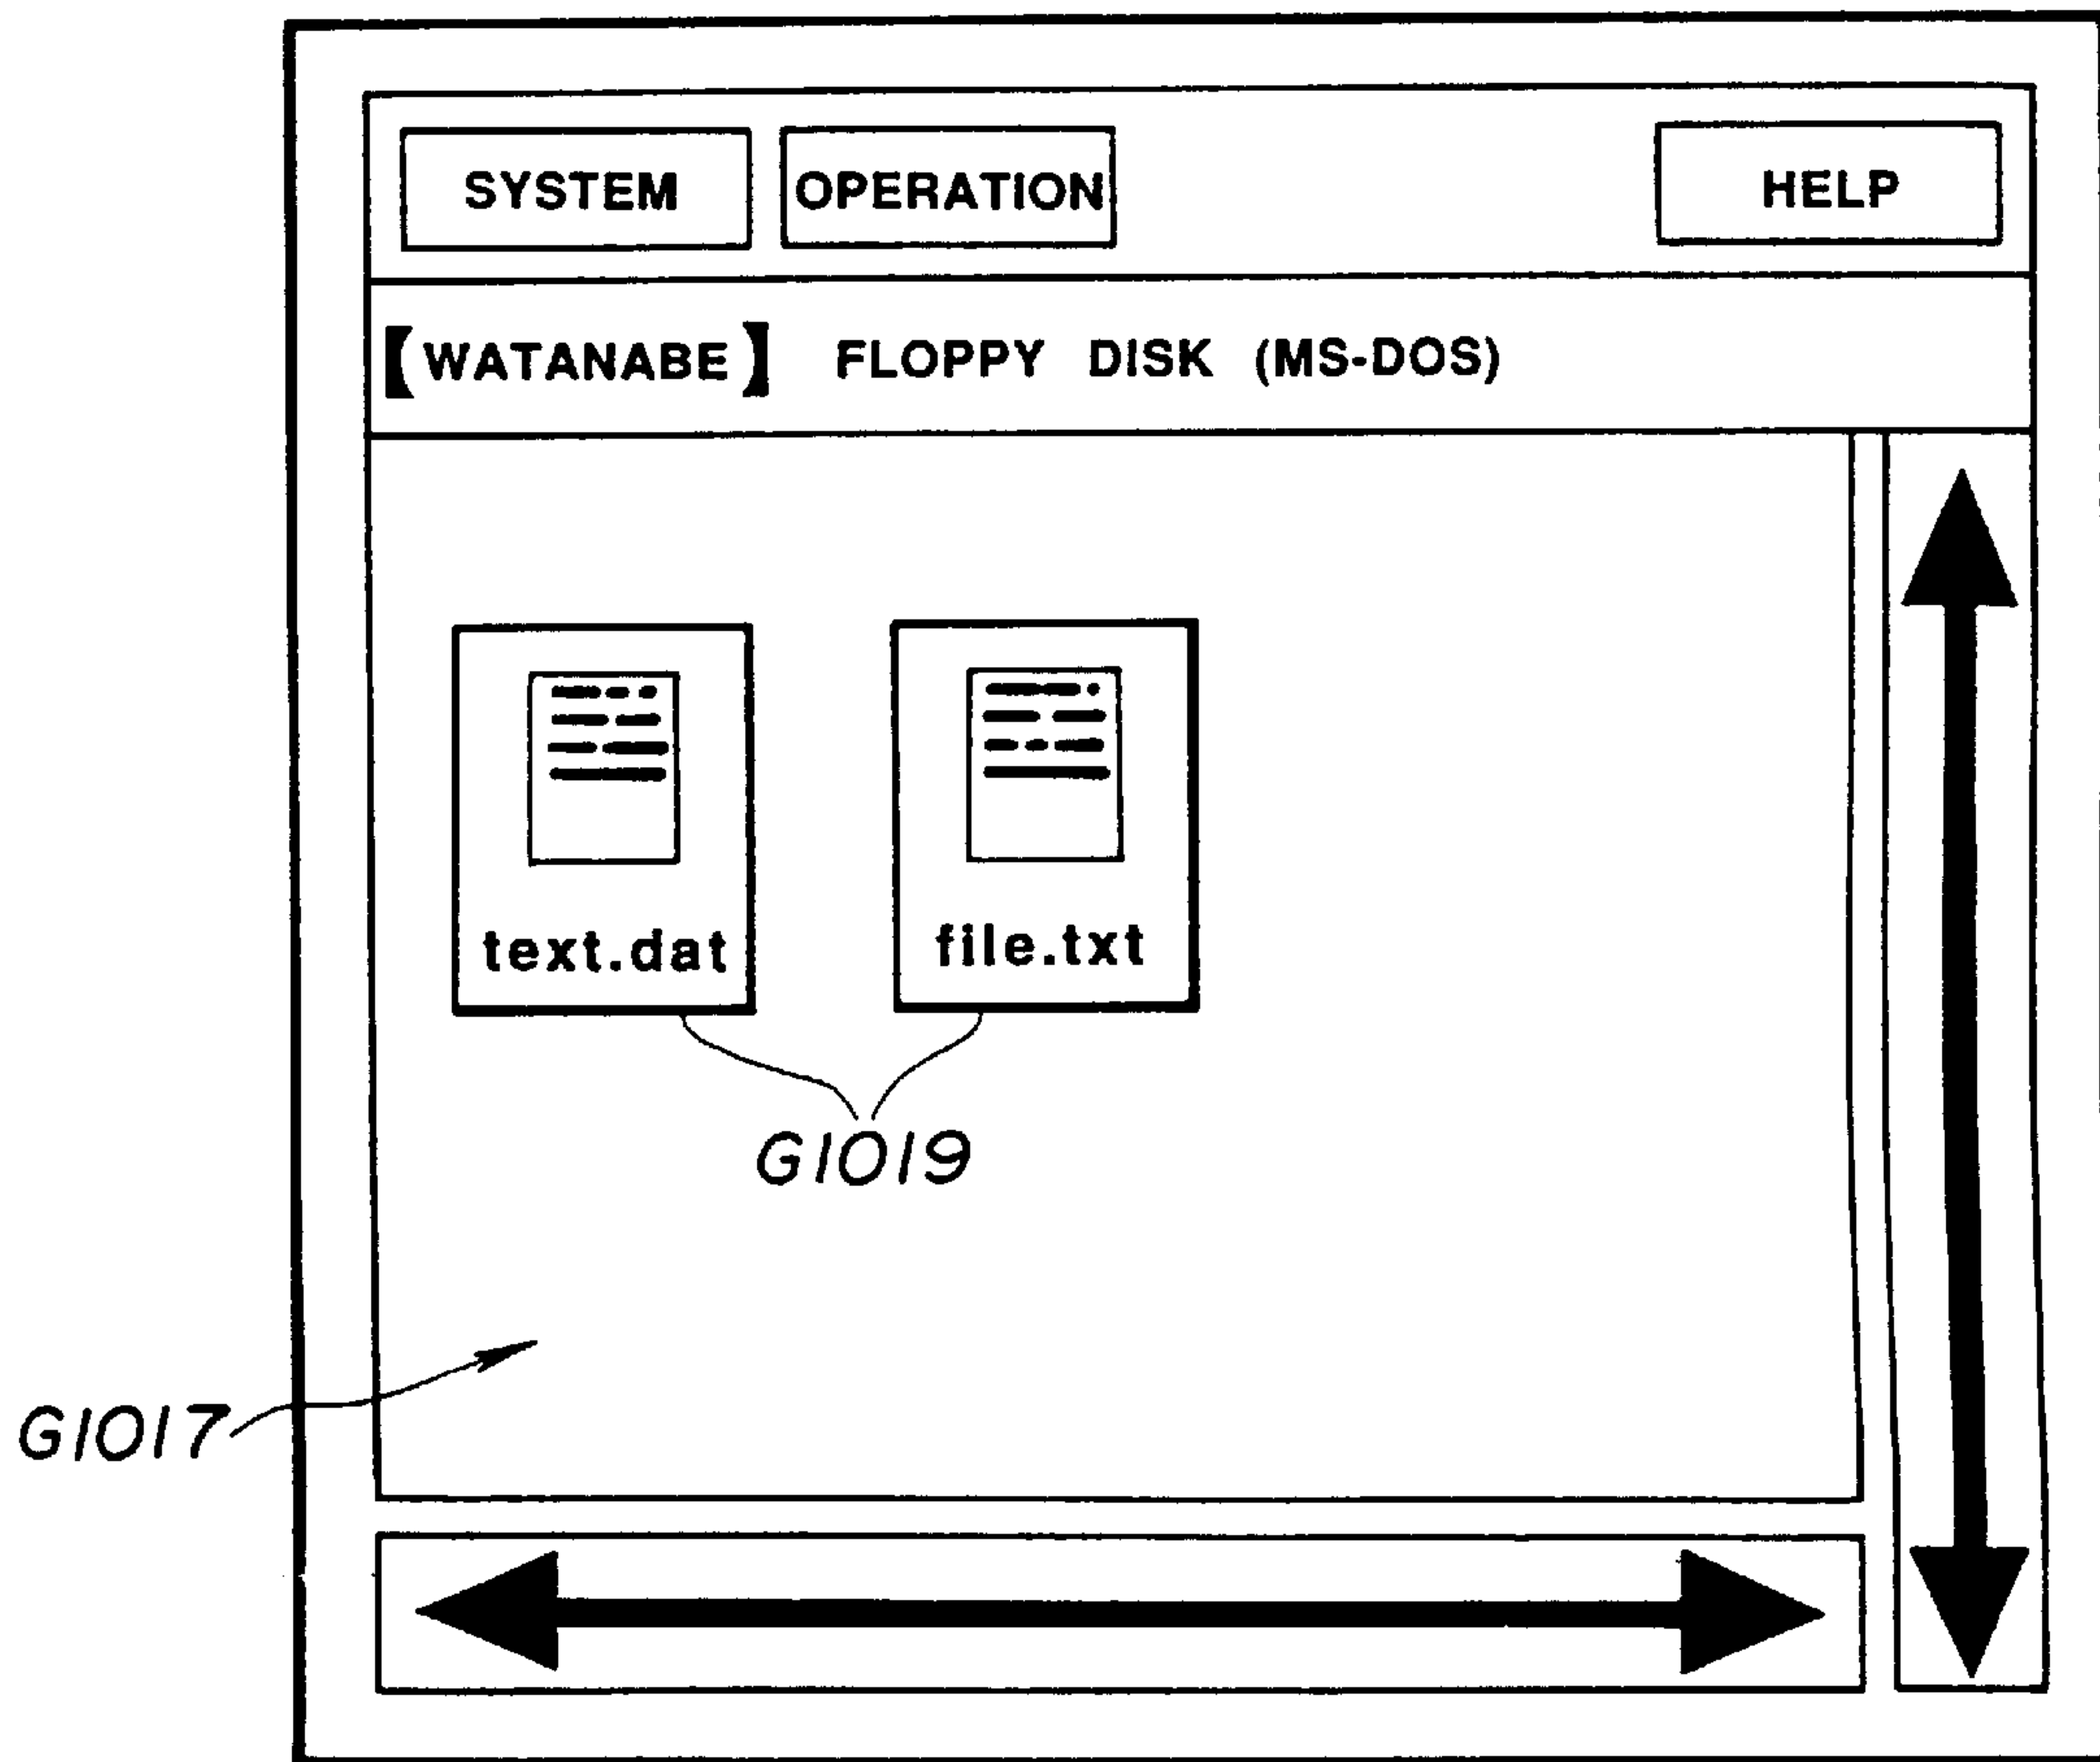 SYSTEM OPERATION HELP
【WATANABE】 FLOPPY DISK (MS-DOS)
text.dat file.txt
G1019
G1017